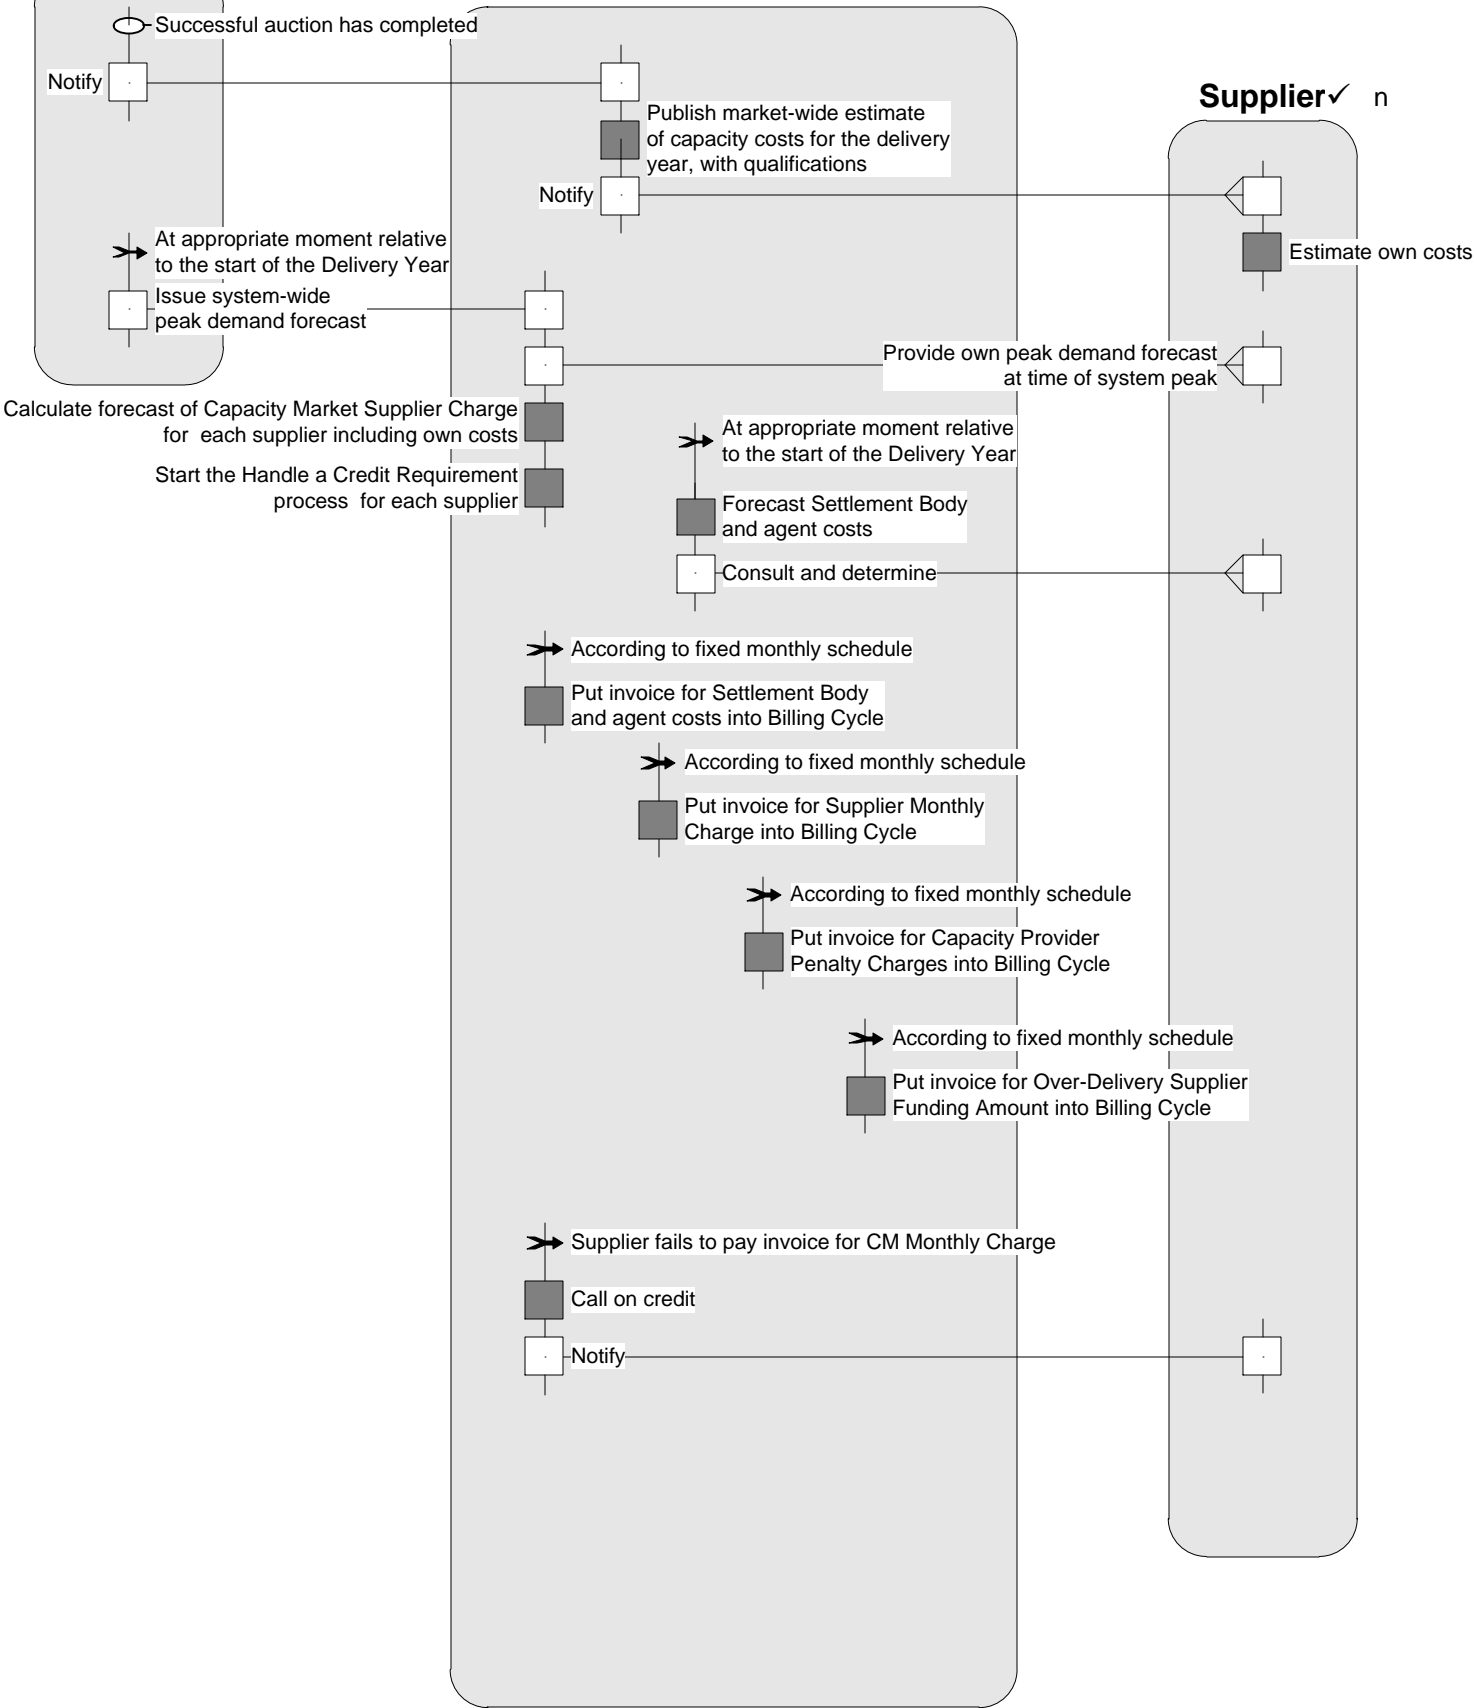 Successful auction has completed
Notify
Supplier✓ n
Publish market-wide estimate
of capacity costs for the delivery
year, with qualifications
Notify
At appropriate moment relative
to the start of the Delivery Year
Estimate own costs
Issue system-wide
peak demand forecast
Provide own peak demand forecast
at time of system peak
Calculate forecast of Capacity Market Supplier Charge
for each supplier including own costs
At appropriate moment relative
to the start of the Delivery Year
Start the Handle a Credit Requirement
process for each supplier
Forecast Settlement Body
and agent costs
Consult and determine
According to fixed monthly schedule
Put invoice for Settlement Body
and agent costs into Billing Cycle
According to fixed monthly schedule
Put invoice for Supplier Monthly
Charge into Billing Cycle
According to fixed monthly schedule
Put invoice for Capacity Provider
Penalty Charges into Billing Cycle
According to fixed monthly schedule
Put invoice for Over-Delivery Supplier
Funding Amount into Billing Cycle
Supplier fails to pay invoice for CM Monthly Charge
Call on credit
Notify